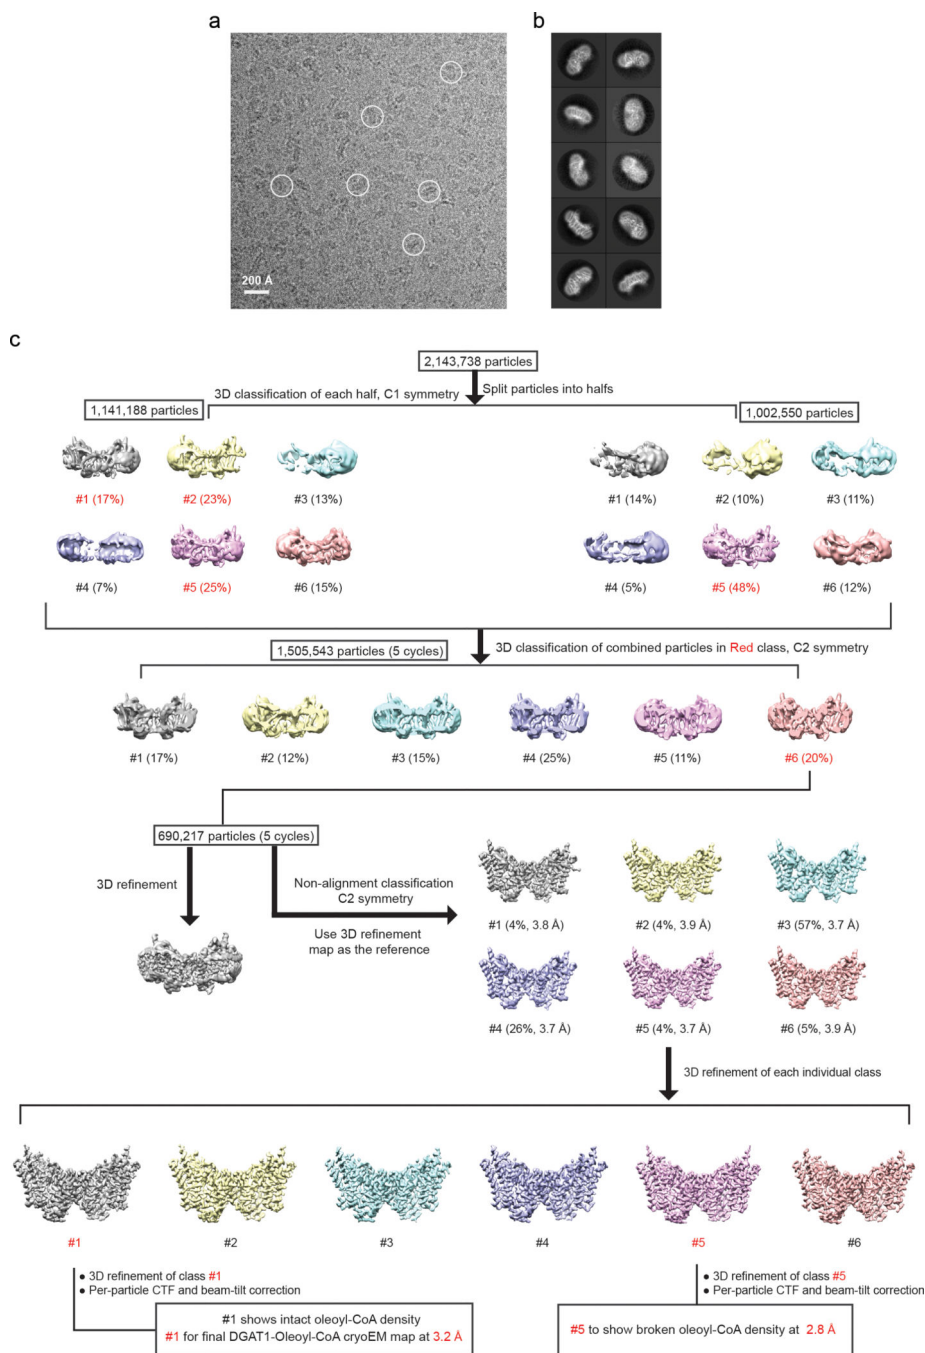 a
b
200 Å
c
2,143,738 particles
3D classification of each half, C1 symmetry
Split particles into halfs
1,141,188 particles
1,002,550 particles
#1 (17%)
#2 (23%)
#3 (13%)
#1 (14%)
#2 (10%)
#3 (11%)
#4 (7%)
#5 (25%)
#6 (15%)
#4 (5%)
#5 (48%)
#6 (12%)
1,505,543 particles (5 cycles)
3D classification of combined particles in Red class, C2 symmetry
#1 (17%)
#2 (12%)
#3 (15%)
#4 (25%)
#5 (11%)
#6 (20%)
690,217 particles (5 cycles)
3D refinement
Non-alignment classification
C2 symmetry
Use 3D refinement
map as the reference
#1 (4%, 3.8 Å)
#2 (4%, 3.9 Å)
#3 (57%, 3.7 Å)
#4 (26%, 3.7 Å)
#5 (4%, 3.7 Å)
#6 (5%, 3.9 Å)
3D refinement of each individual class
#1
#2
#3
#4
#5
#6
● 3D refinement of class #1
● Per-particle CTF and beam-tilt correction
● 3D refinement of class #5
● Per-particle CTF and beam-tilt correction
#1 shows intact oleoyl-CoA density
#1 for final DGAT1-Oleoyl-CoA cryoEM map at 3.2 Å
#5 to show broken oleoyl-CoA density at 2.8 Å